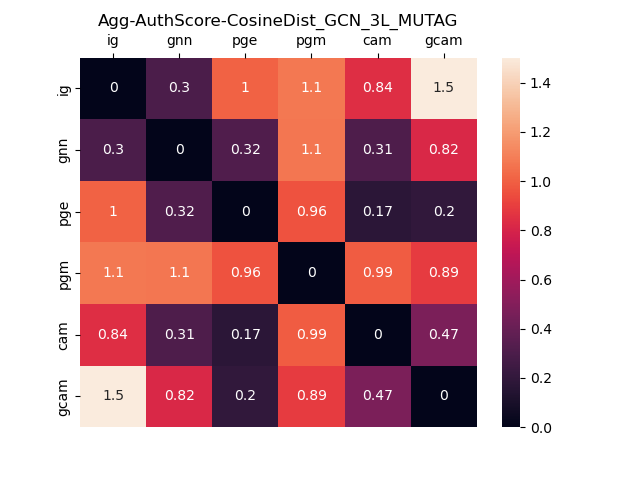 Agg-AuthScore-CosineDist_GCN_3L_MUTAG
ig gnn pge pgm cam gcam
ig 0 0.3 1 1.1 0.84 1.5
gnn 0.3 0 0.32 1.1 0.31 0.82
pge 1 0.32 0 0.96 0.17 0.2
pgm 1.1 1.1 0.96 0 0.99 0.89
cam 0.84 0.31 0.17 0.99 0 0.47
gcam 1.5 0.82 0.2 0.89 0.47 0
1.4
1.2
1.0
0.8
0.6
0.4
0.2
0.0